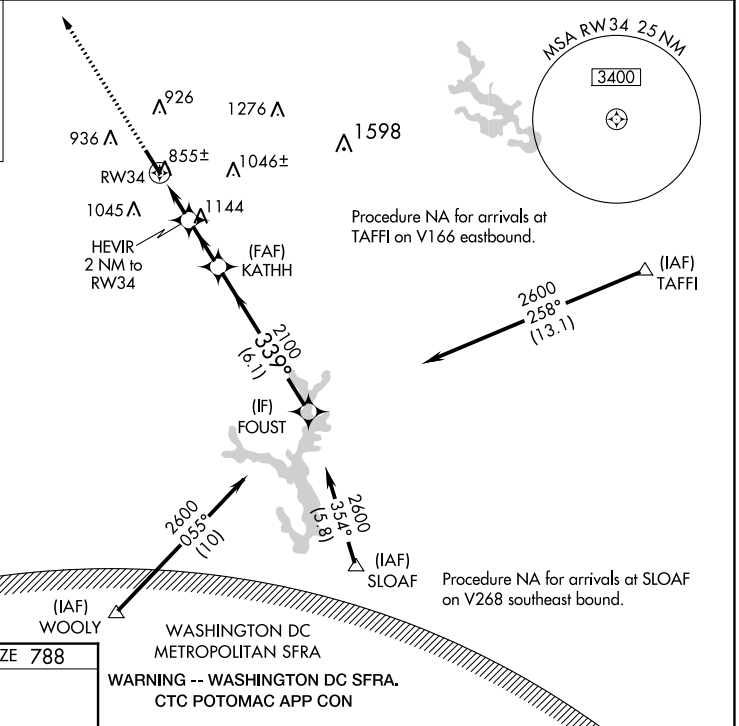 MSA RW34 25 NM
3400
926
1276
1598
936
855±
1046±
RW34
1045
1144
HEVIR
2 NM to
RW34
(FAF)
KATHH
Procedure NA for arrivals at
TAFFI on V166 eastbound.
(IAF)
TAFFI
2600
258°
(13.1)
2100
339°
(6.1)
(IF)
FOUST
2600
055°
(10)
2600
354°
(5.8)
(IAF)
SLOAF
Procedure NA for arrivals at SLOAF
on V268 southeast bound.
(IAF)
WOOLY
WASHINGTON DC
METROPOLITAN SFRA
ZE 788
WARNING -- WASHINGTON DC SFRA.
CTC POTOMAC APP CON